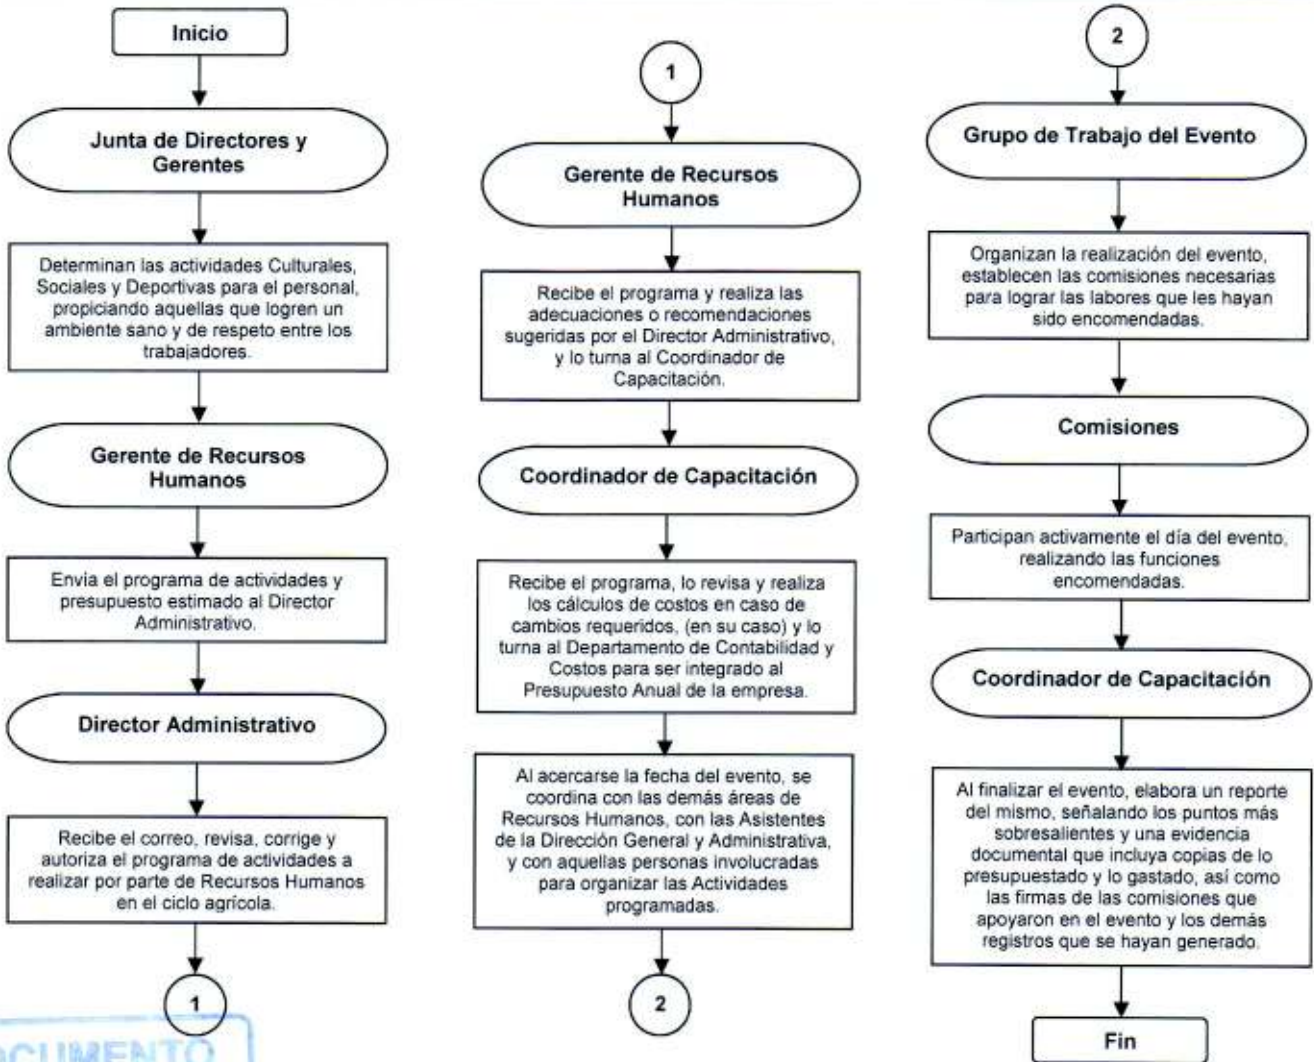 Inicio
Junta de Directores y
Gerentes
Determinan las actividades Culturales,
Sociales y Deportivas para el personal,
propiciando aquellas que logren un
ambiente sano y de respeto entre los
trabajadores.
Gerente de Recursos
Humanos
Envia el programa de actividades y
presupuesto estimado al Director
Administrativo.
Director Administrativo
Recibe el correo, revisa, corrige y
autoriza el programa de actividades a
realizar por parte de Recursos Humanos
en el ciclo agrícola.
1
DOCUMENTO
1
Gerente de Recursos
Humanos
Recibe el programa y realiza las
adecuaciones o recomendaciones
sugeridas por el Director Administrativo,
y lo turna al Coordinador de
Capacitación.
Coordinador de Capacitación
Recibe el programa, lo revisa y realiza
los cálculos de costos en caso de
cambios requeridos, (en su caso) y lo
turna al Departamento de Contabilidad y
Costos para ser integrado al
Presupuesto Anual de la empresa.
Al acercarse la fecha del evento, se
coordina con las demás áreas de
Recursos Humanos, con las Asistentes
de la Dirección General y Administrativa,
y con aquellas personas involucradas
para organizar las Actividades
programadas.
2
2
Grupo de Trabajo del Evento
Organizan la realización del evento,
establecen las comisiones necesarias
para lograr las labores que les hayan
sido encomendadas.
Comisiones
Participan activamente el día del evento,
realizando las funciones
encomendadas.
Coordinador de Capacitación
Al finalizar el evento, elabora un reporte
del mismo, señalando los puntos más
sobresalientes y una evidencia
documental que incluya copias de lo
presupuestado y lo gastado, así como
las firmas de las comisiones que
apoyaron en el evento y los demás
registros que se hayan generado.
Fin